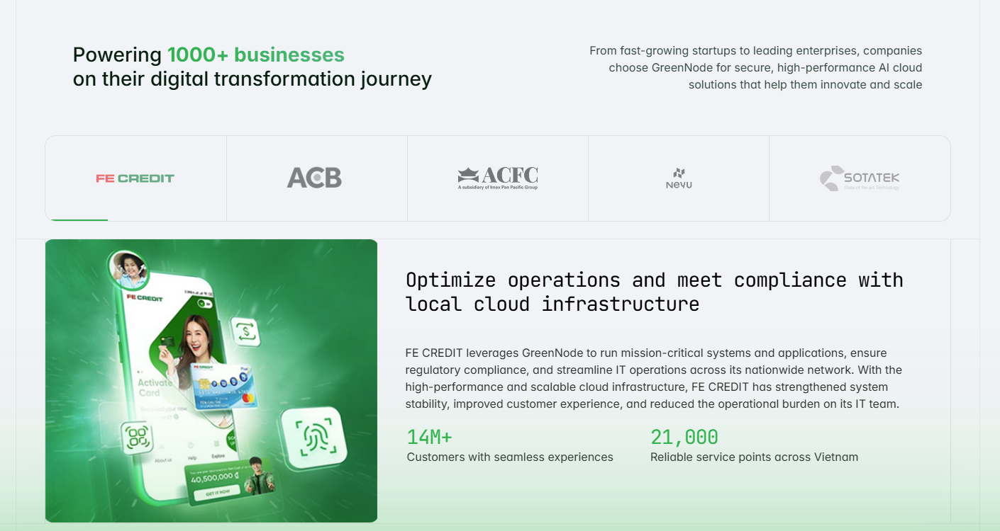 Powering 1000+ businesses
on their digital transformation journey
From fast-growing startups to leading enterprises, companies
choose GreenNode for secure, high-performance AI cloud
solutions that help them innovate and scale
FE CREDIT
ACB
ACFC
A subsidiary of Imex Pan Pacific Group
Nevu
SOTATEK
State of the art Technology
FE CREDIT
Activate
Card
Received your new
FE CREDIT
Plus
About us
Help
Explore
40,500,000 ₫
GET IT NOW
Optimize operations and meet compliance with
local cloud infrastructure
FE CREDIT leverages GreenNode to run mission-critical systems and applications, ensure
regulatory compliance, and streamline IT operations across its nationwide network. With the
high-performance and scalable cloud infrastructure, FE CREDIT has strengthened system
stability, improved customer experience, and reduced the operational burden on its IT team.
14M+
Customers with seamless experiences
21,000
Reliable service points across Vietnam